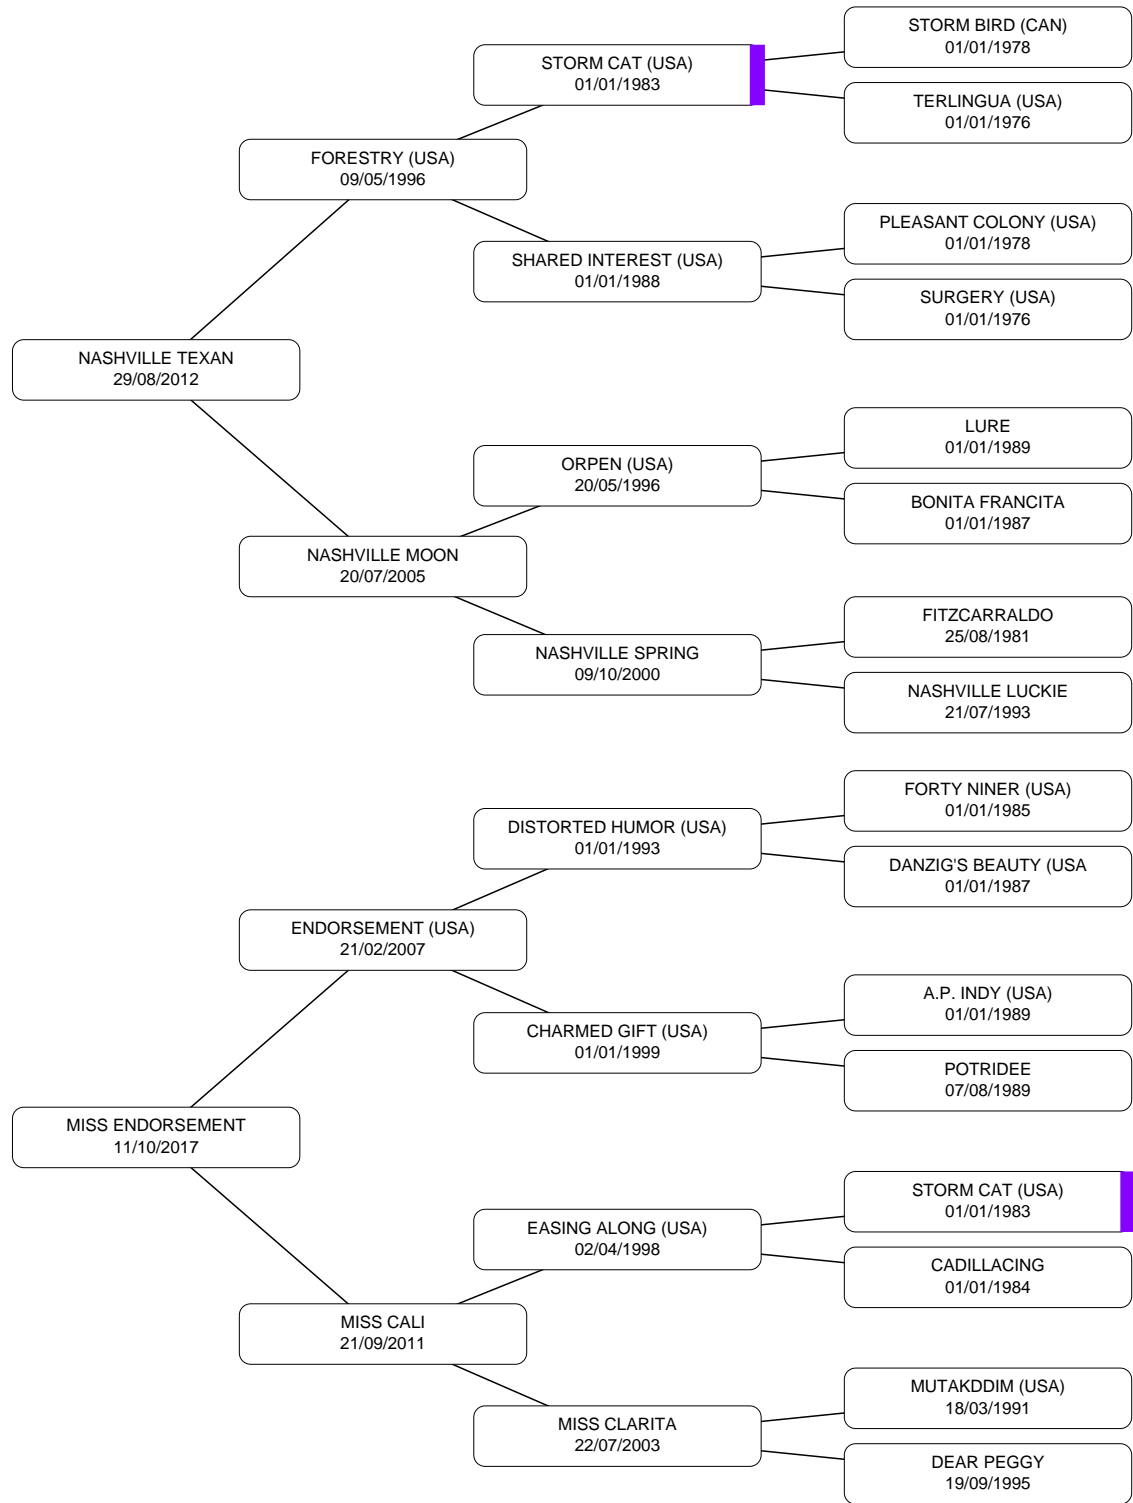 STORM BIRD (CAN)
01/01/1978
STORM CAT (USA)
01/01/1983
TERLINGUA (USA)
01/01/1976
FORESTRY (USA)
09/05/1996
PLEASANT COLONY (USA)
01/01/1978
SHARED INTEREST (USA)
01/01/1988
SURGERY (USA)
01/01/1976
NASHVILLE TEXAN
29/08/2012
LURE
01/01/1989
ORPEN (USA)
20/05/1996
BONITA FRANCITA
01/01/1987
NASHVILLE MOON
20/07/2005
FITZCARRALDO
25/08/1981
NASHVILLE SPRING
09/10/2000
NASHVILLE LUCKIE
21/07/1993
FORTY NINER (USA)
01/01/1985
DISTORTED HUMOR (USA)
01/01/1993
DANZIG'S BEAUTY (USA
01/01/1987
ENDORSEMENT (USA)
21/02/2007
A.P. INDY (USA)
01/01/1989
CHARMED GIFT (USA)
01/01/1999
POTRIDEE
07/08/1989
MISS ENDORSEMENT
11/10/2017
STORM CAT (USA)
01/01/1983
EASING ALONG (USA)
02/04/1998
CADILLACING
01/01/1984
MISS CALI
21/09/2011
MUTAKDDIM (USA)
18/03/1991
MISS CLARITA
22/07/2003
DEAR PEGGY
19/09/1995